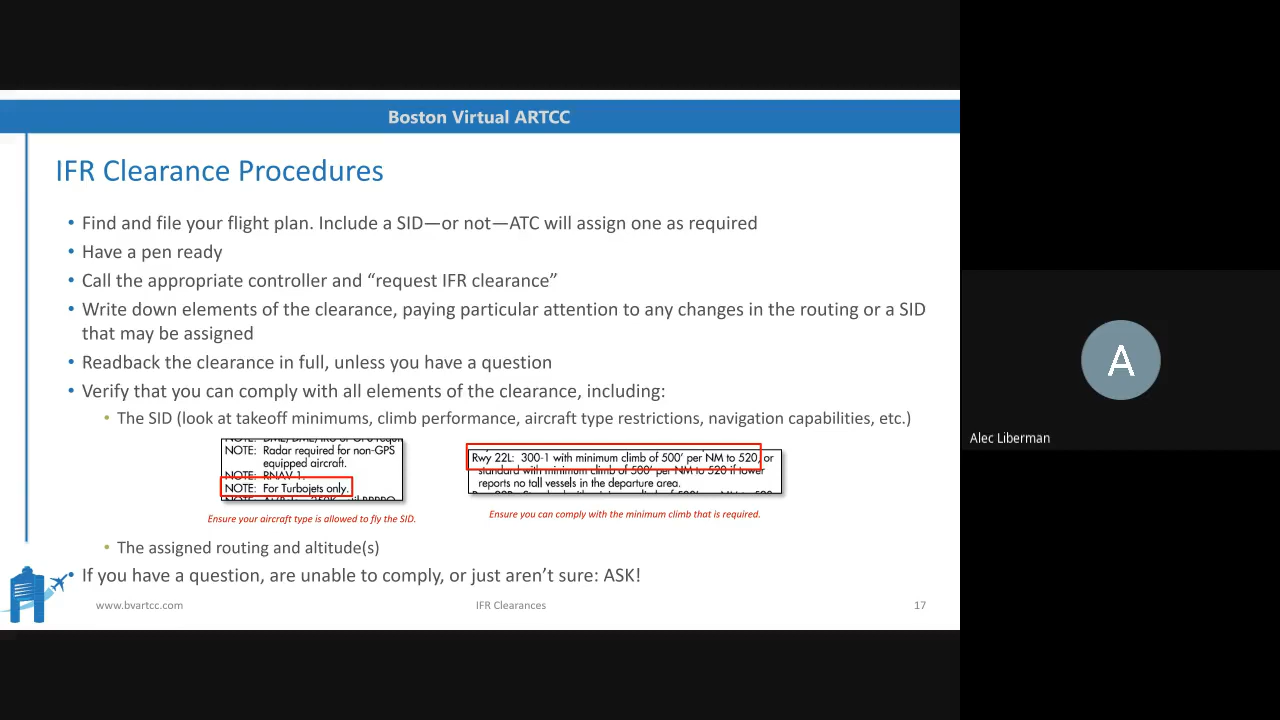 Boston Virtual ARTCC
IFR Clearance Procedures
• Find and file your flight plan. Include a SID—or not—ATC will assign one as required
• Have a pen ready
• Call the appropriate controller and “request IFR clearance”
• Write down elements of the clearance, paying particular attention to any changes in the routing or a SID
that may be assigned
• Readback the clearance in full, unless you have a question
• Verify that you can comply with all elements of the clearance, including:
• The SID (look at takeoff minimums, climb performance, aircraft type restrictions, navigation capabilities, etc.)
NOTE: Radar required for non-GPS
equipped aircraft.
NOTE: RNAV 1.
NOTE: For Turbojets only.
Ensure your aircraft type is allowed to fly the SID.
Rwy 22L: 300-1 with minimum climb of 500' per NM to 520, or
standard with minimum climb of 500' per NM to 520 if tower
reports no tall vessels in the departure area.
Ensure you can comply with the minimum climb that is required.
• The assigned routing and altitude(s)
• If you have a question, are unable to comply, or just aren’t sure: ASK!
www.bvartcc.com
IFR Clearances
17
A
Alec Liberman